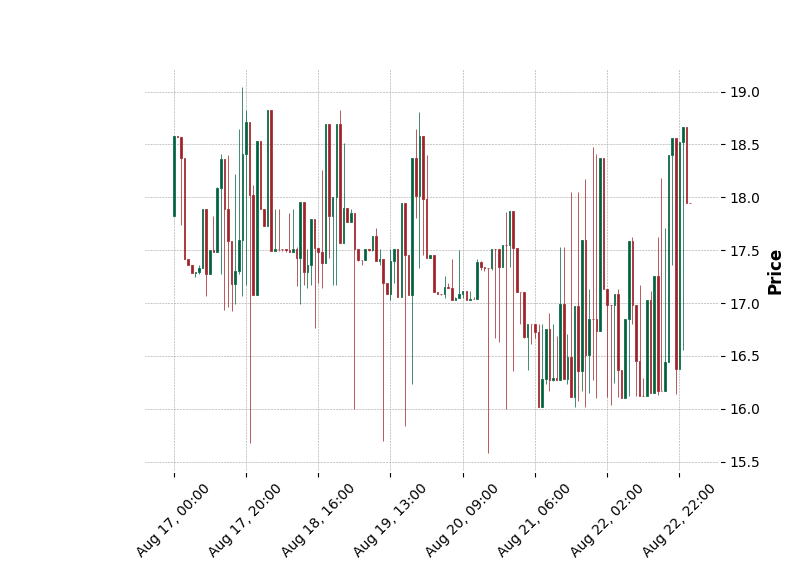 19.0
18.5
18.0
17.5
17.0
16.5
16.0
15.5
Price
Aug 17, 00:00
Aug 17, 20:00
Aug 18, 16:00
Aug 19, 13:00
Aug 20, 09:00
Aug 21, 06:00
Aug 22, 02:00
Aug 22, 22:00